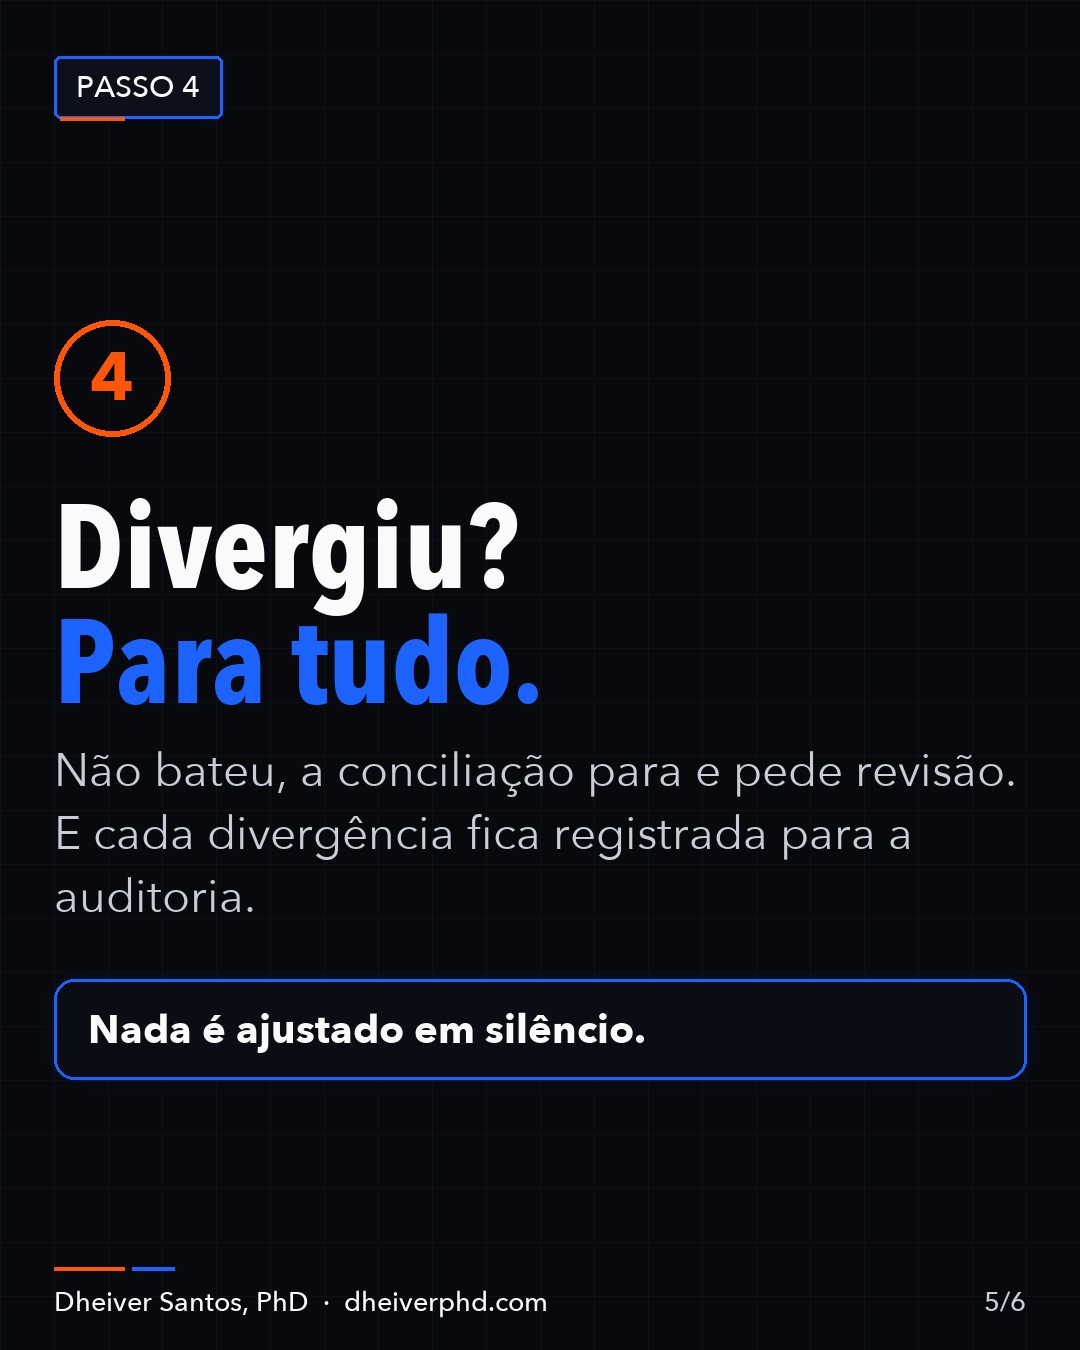 PASSO 4
4
Divergiu?
Para tudo.
Não bateu, a conciliação para e pede revisão.
E cada divergência fica registrada para a
auditoria.
Nada é ajustado em silêncio.
Dheiver Santos, PhD · dheiverphd.com
5/6